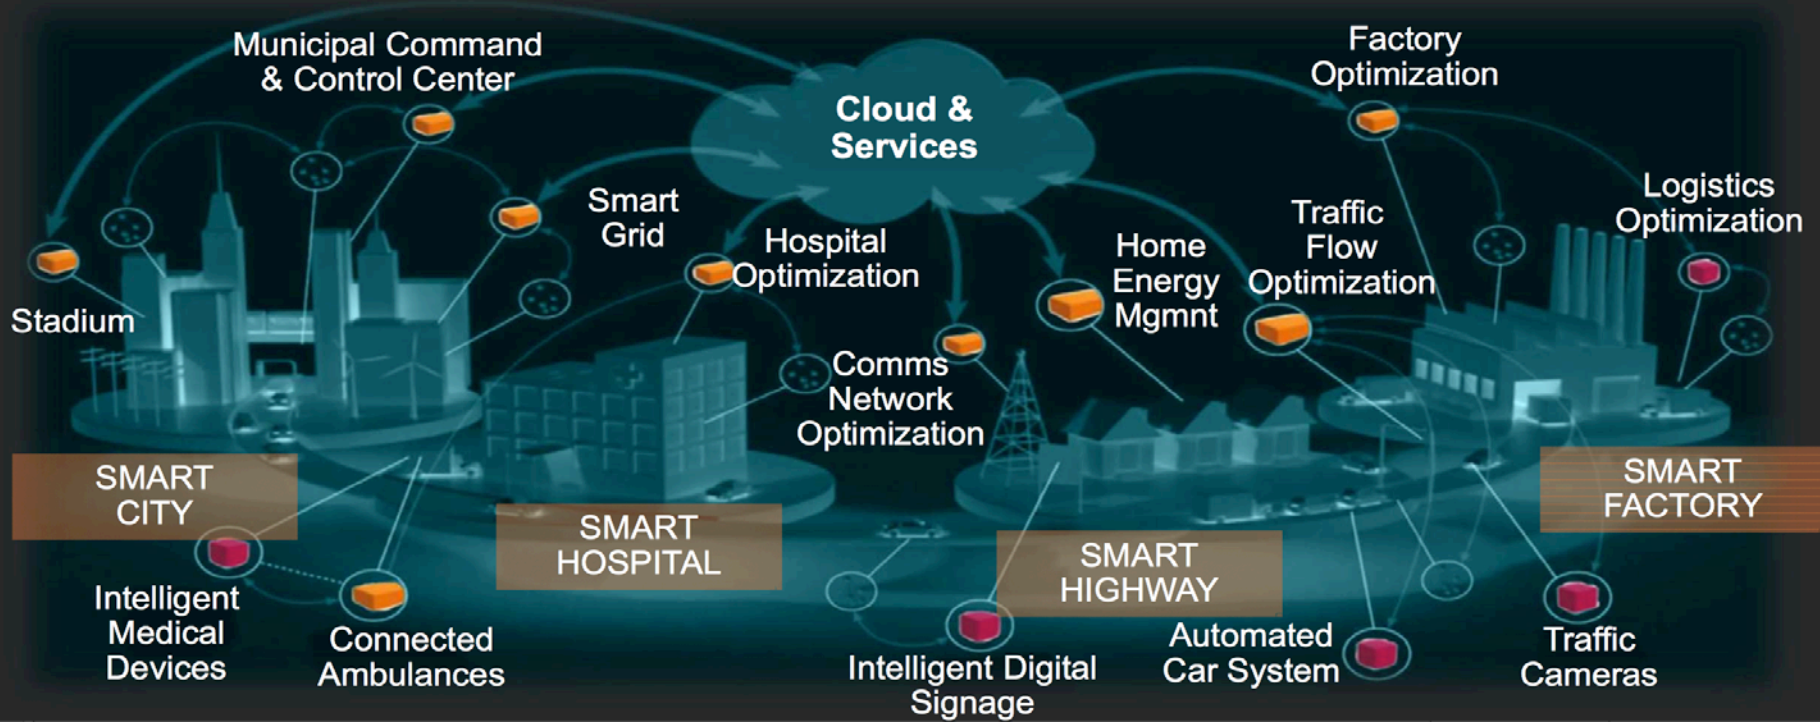 Municipal Command
& Control Center
Cloud &
Services
Factory
Optimization
Smart
Grid
Hospital
Optimization
Home
Energy
Mgmnt
Traffic
Flow
Optimization
Logistics
Optimization
Stadium
Comms
Network
Optimization
SMART
CITY
SMART
HOSPITAL
SMART
HIGHWAY
SMART
FACTORY
Intelligent
Medical
Devices
Connected
Ambulances
Intelligent Digital
Signage
Automated
Car System
Traffic
Cameras